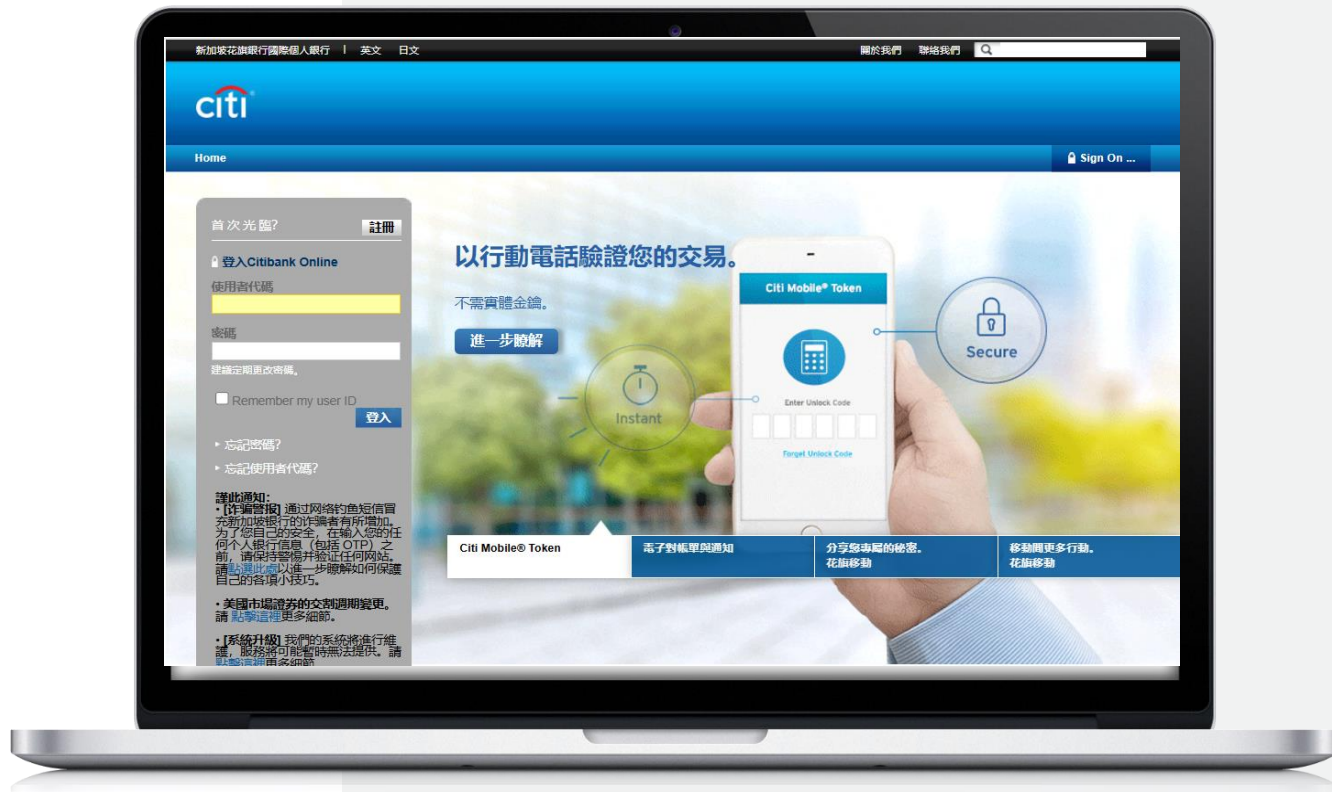 新加坡花旗銀行國際個人銀行 | 英文 日文
關於我們 聯絡我們
citi
Home
Sign On ...
首次光臨?
註冊
登入Citibank Online
使用者代碼
密碼
建議定期更改密碼。
Remember my user ID
登入
忘記密碼?
忘記使用者代碼?
謹此通知:
• [诈骗警报] 通过网络钓鱼短信冒
充新加坡银行的诈骗者有所增加。
为了您自己的安全，在输入您的任
何个人银行信息（包括 OTP）之
前，请保持警惕并验证任何网站。
請點選此處以進一步瞭解如何保護
自己的各項小技巧。
• 美國市場證券的交割週期變更。
請 點擊這裡更多細節。
• [系統升級] 我們的系統將進行維
護，服務將可能暫時無法提供。請
點擊這裡更多細節
以行動電話驗證您的交易。
不需實體金鑰。
進一步瞭解
Instant
Citi Mobile® Token
Enter Unlock Code
Forget Unlock Code
Secure
Citi Mobile® Token
電子對帳單與通知
分享您專屬的秘密。
花旗移動
移動間更多行動。
花旗移動